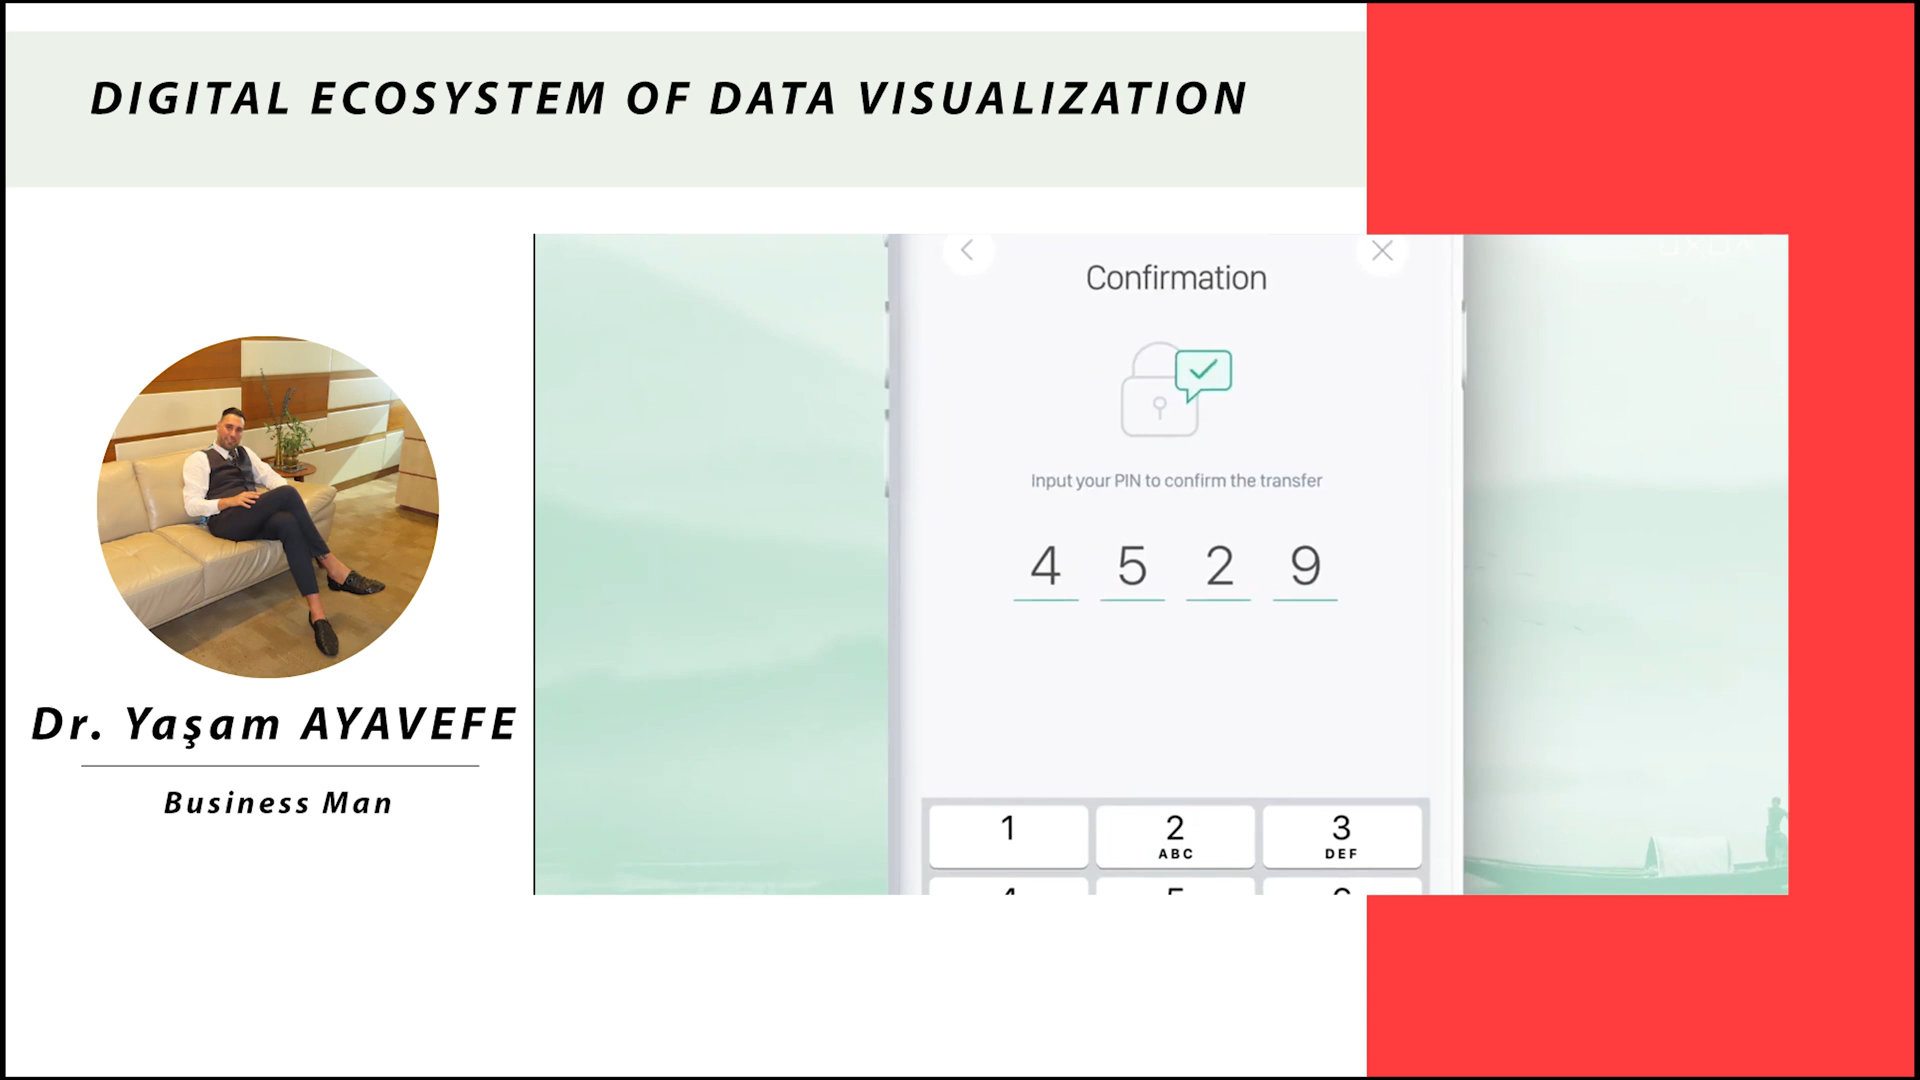 DIGITAL ECOSYSTEM OF DATA VISUALIZATION
Dr. Yaşam AYAVEFE
Business Man
Confirmation
Input your PIN to confirm the transfer
4 5 2 9
1 2 3
ABC DEF